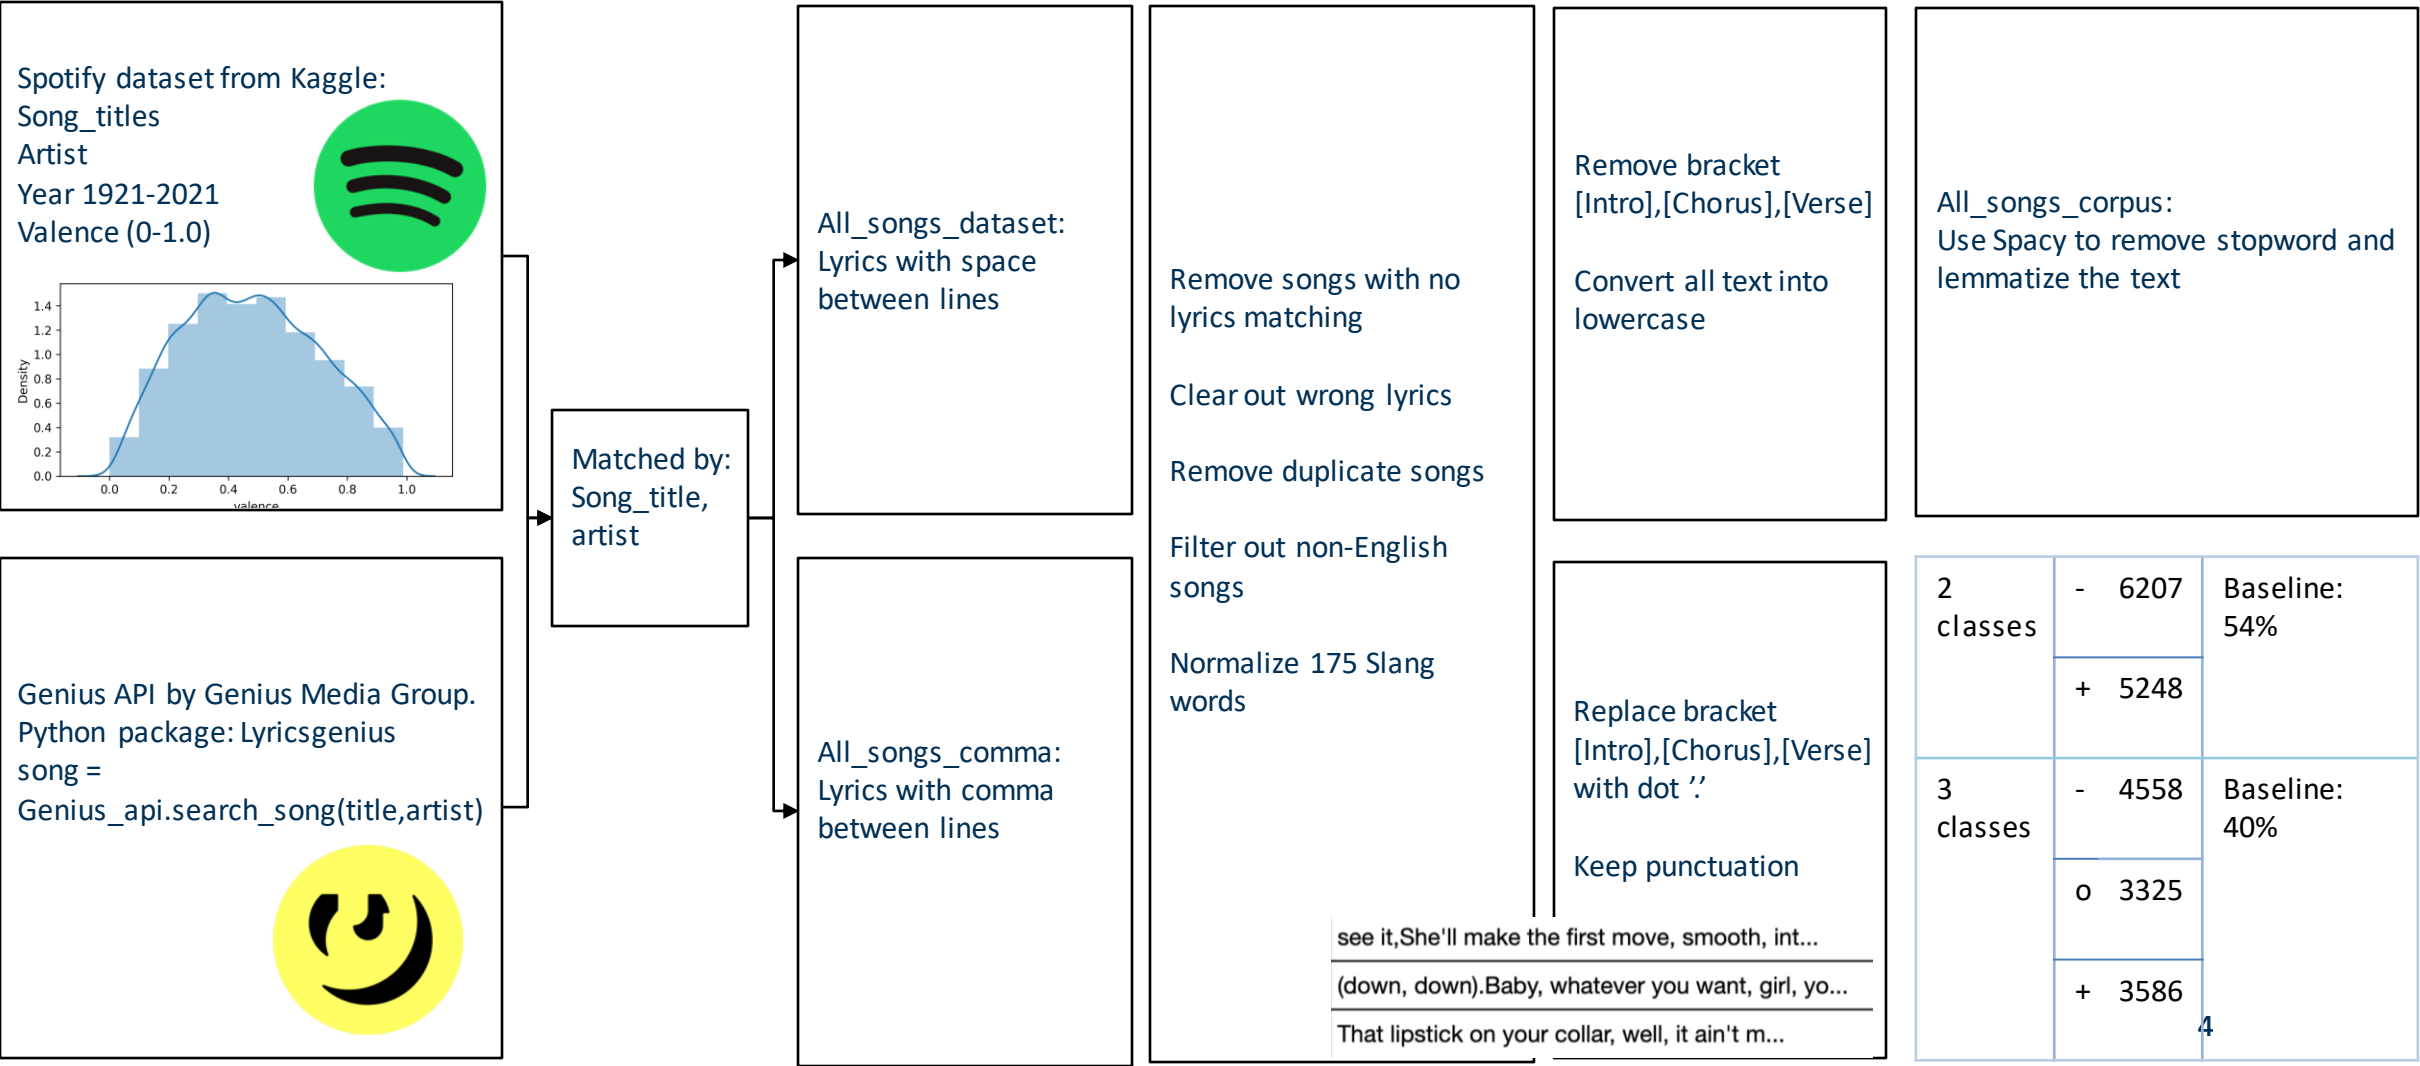 Spotify dataset from Kaggle:
Song_titles
Artist
Year 1921-2021
Valence (0-1.0)
1.4
1.2
1.0
0.8
0.6
0.4
0.2
0.0
Density
0.0 0.2 0.4 0.6 0.8 1.0
valence
Genius API by Genius Media Group.
Python package: Lyricsgenius
song =
Genius_api.search_song(title,artist)
Matched by:
Song_title,
artist
All_songs_dataset:
Lyrics with space
between lines
All_songs_comma:
Lyrics with comma
between lines
Remove songs with no
lyrics matching
Clear out wrong lyrics
Remove duplicate songs
Filter out non-English
songs
Normalize 175 Slang
words
Remove bracket
[Intro],[Chorus],[Verse]
Convert all text into
lowercase
Replace bracket
[Intro],[Chorus],[Verse]
with dot ’.’
Keep punctuation
see it,She'll make the first move, smooth, int...
(down, down).Baby, whatever you want, girl, yo...
That lipstick on your collar, well, it ain't m...
All_songs_corpus:
Use Spacy to remove stopword and
lemmatize the text
2
classes
- 6207
+ 5248
Baseline:
54%
3
classes
- 4558
o 3325
+ 3586
Baseline:
40%
4